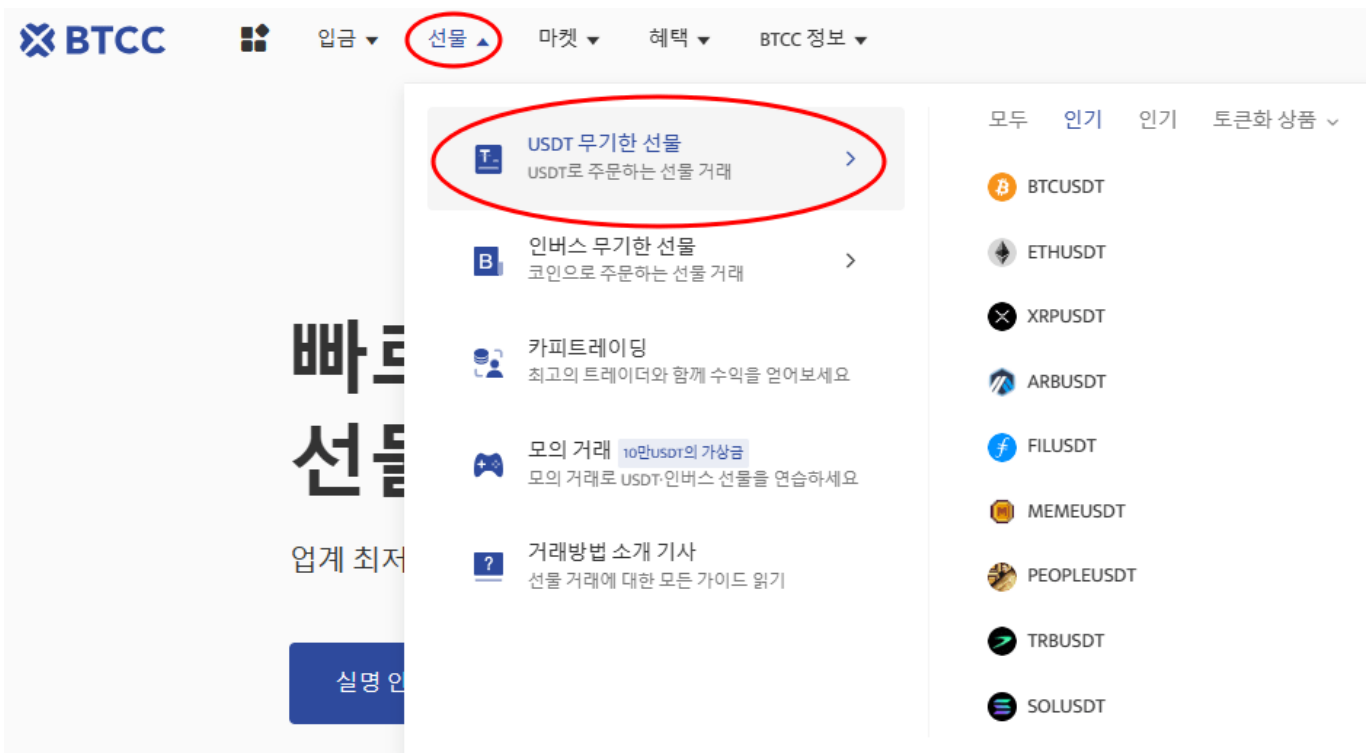 BTCC
입금
선물
마켓
혜택
BTCC 정보
USDT 무기한 선물
USDT로 주문하는 선물 거래
인버스 무기한 선물
코인으로 주문하는 선물 거래
카피트레이딩
최고의 트레이더와 함께 수익을 얻어보세요
모의 거래 10만USDT의 가상금
모의 거래로 USDT·인버스 선물을 연습하세요
거래방법 소개 기사
선물 거래에 대한 모든 가이드 읽기
모두 인기 인기 토큰화 상품
BTCUSDT
ETHUSDT
XRPUSDT
ARBUSDT
FILUSDT
MEMEUSDT
PEOPLEUSDT
TRBUSDT
SOLUSDT
업계 최저
실명